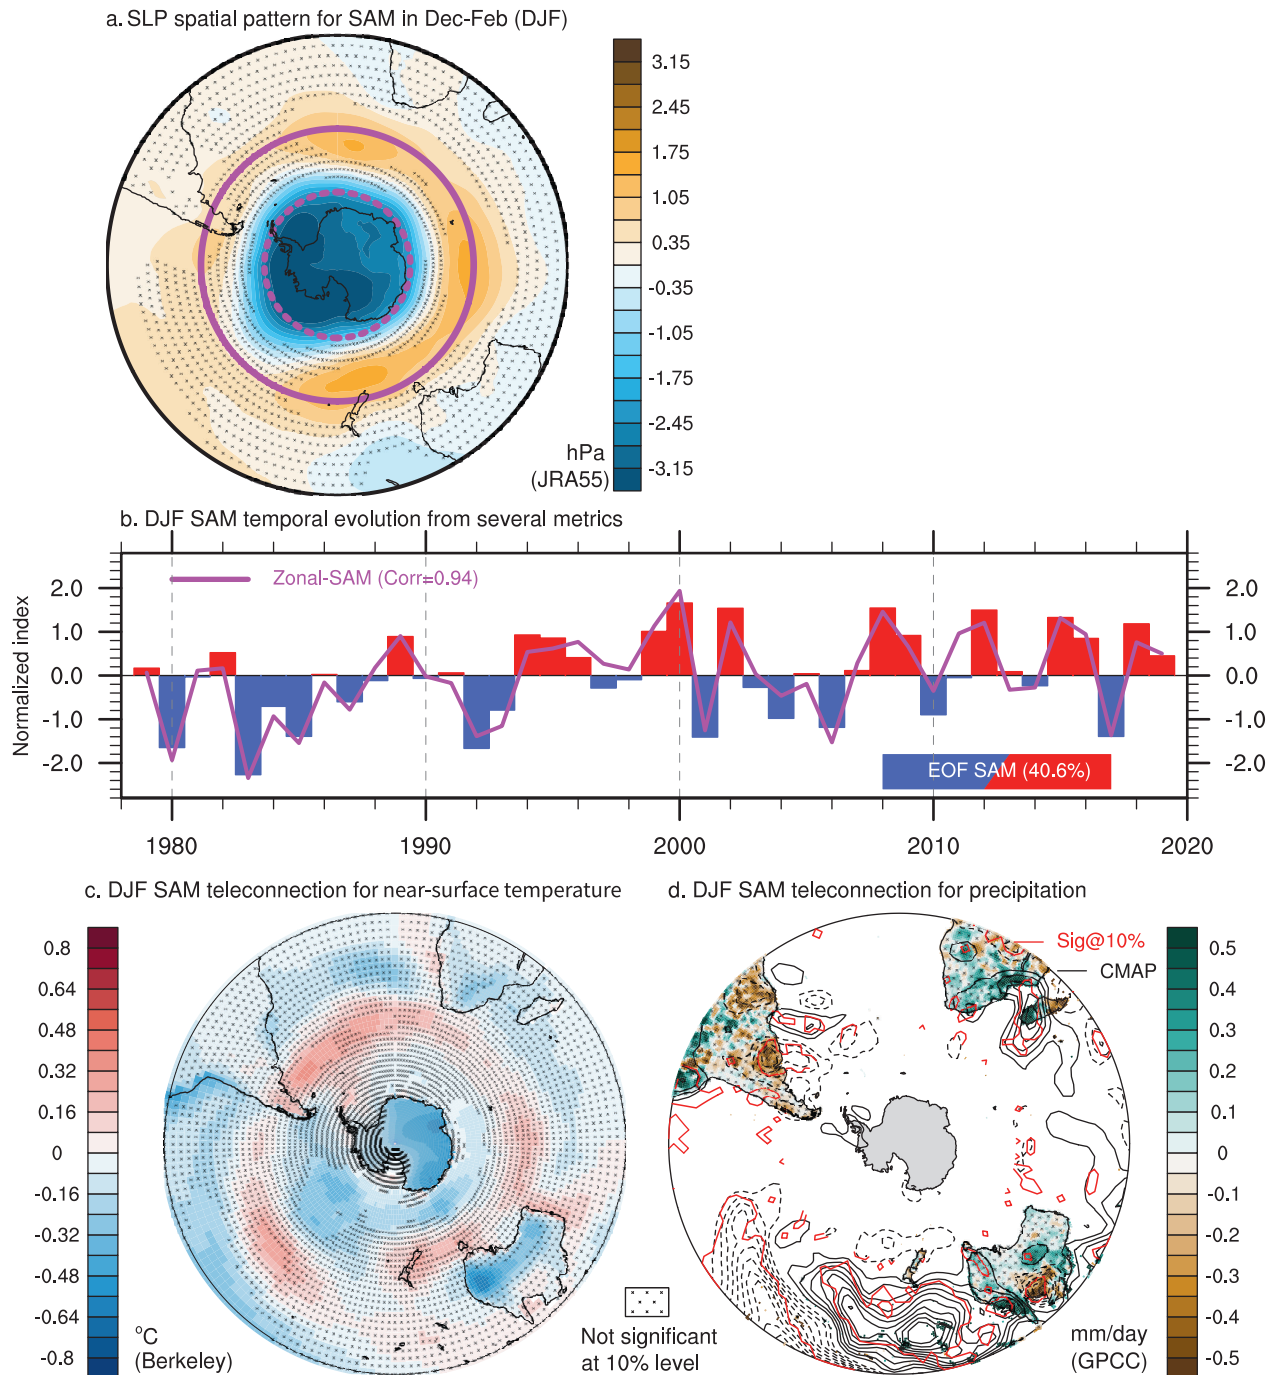 a. SLP spatial pattern for SAM in Dec-Feb (DJF)
3.15
2.45
1.75
1.05
0.35
-0.35
-1.05
-1.75
-2.45
-3.15
hPa
(JRA55)
b. DJF SAM temporal evolution from several metrics
Normalized index
2.0
1.0
0.0
-1.0
-2.0
Zonal-SAM (Corr=0.94)
EOF SAM (40.6%)
2.0
1.0
0.0
-1.0
-2.0
1980
1990
2000
2010
2020
c. DJF SAM teleconnection for near-surface temperature
0.8
0.64
0.48
0.32
0.16
0
-0.16
-0.32
-0.48
-0.64
-0.8
°C
(Berkeley)
Not significant
at 10% level
d. DJF SAM teleconnection for precipitation
Sig@10%
CMAP
0.5
0.4
0.3
0.2
0.1
0
-0.1
-0.2
-0.3
-0.4
-0.5
mm/day
(GPCC)